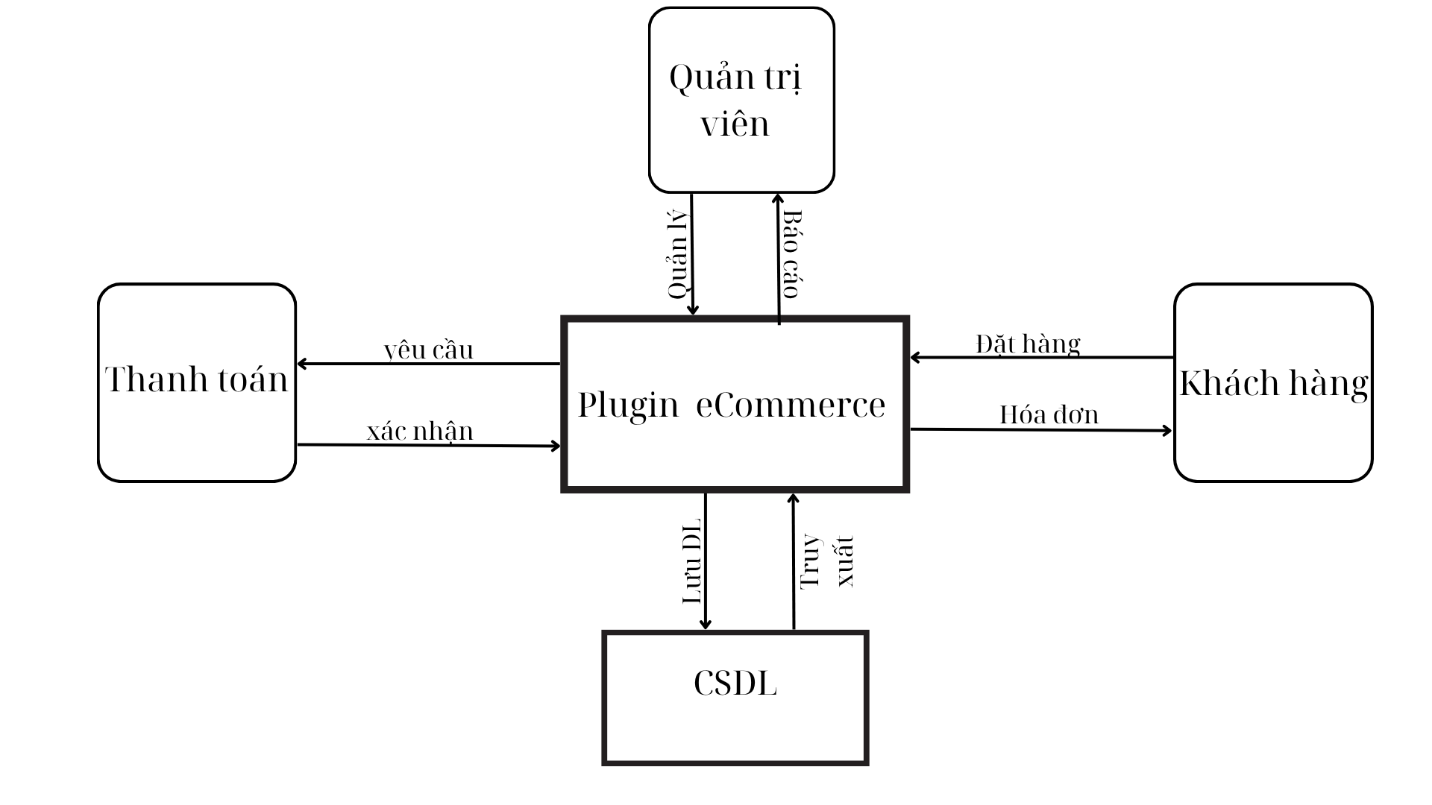 Quản trị
viên
Quản lý
Báo cáo
yêu cầu
Đặt hàng
Thanh toán
Plugin eCommerce
Khách hàng
xác nhận
Hóa đơn
Lưu DL
Truy
xuất
CSDL